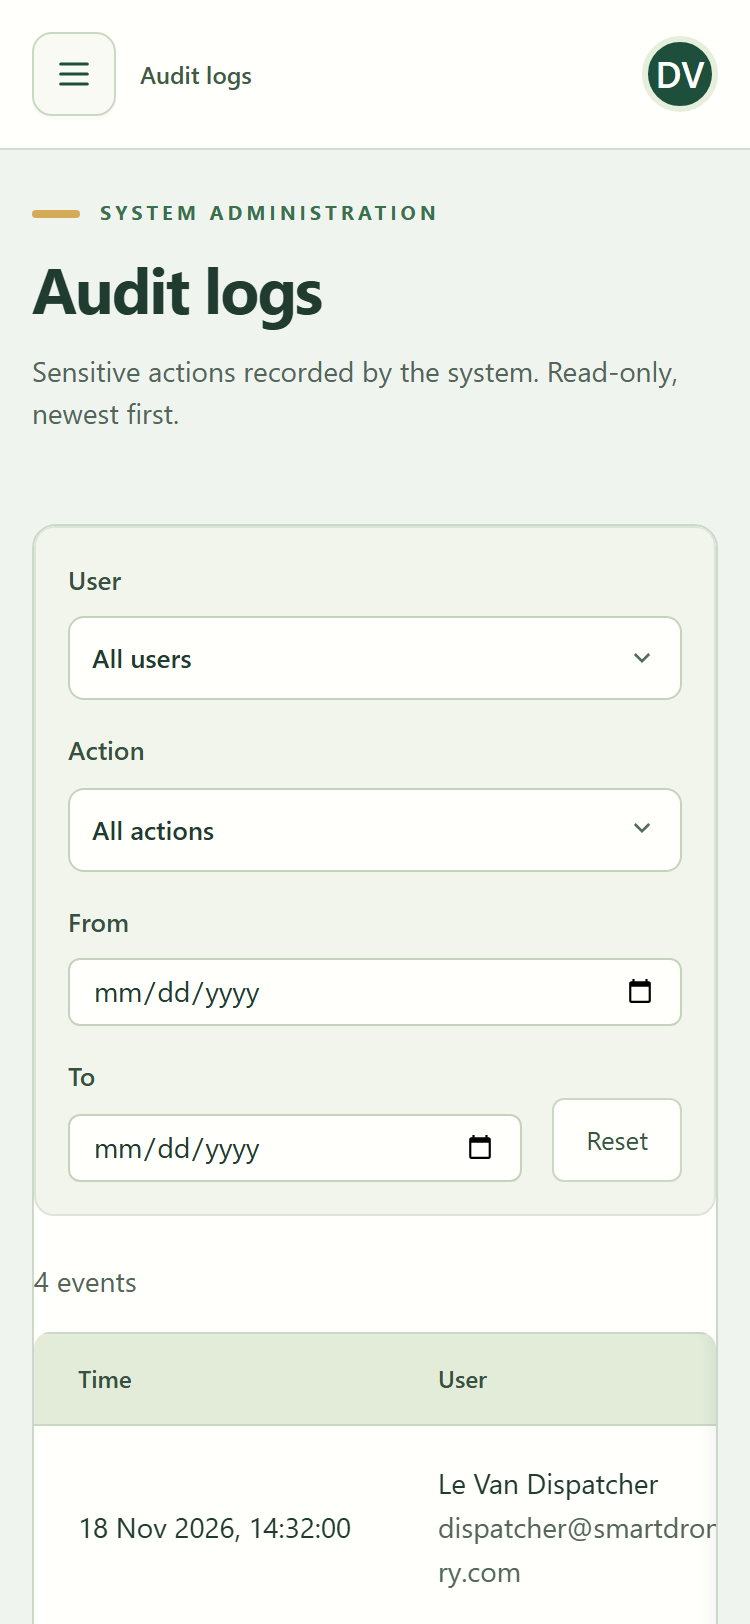 Audit logs
DV
SYSTEM ADMINISTRATION
Audit logs
Sensitive actions recorded by the system. Read-only,
newest first.
User
All users
Action
All actions
From
mm/dd/yyyy
To
mm/dd/yyyy
Reset
4 events
Time User
Le Van Dispatcher
18 Nov 2026, 14:32:00
ry.com